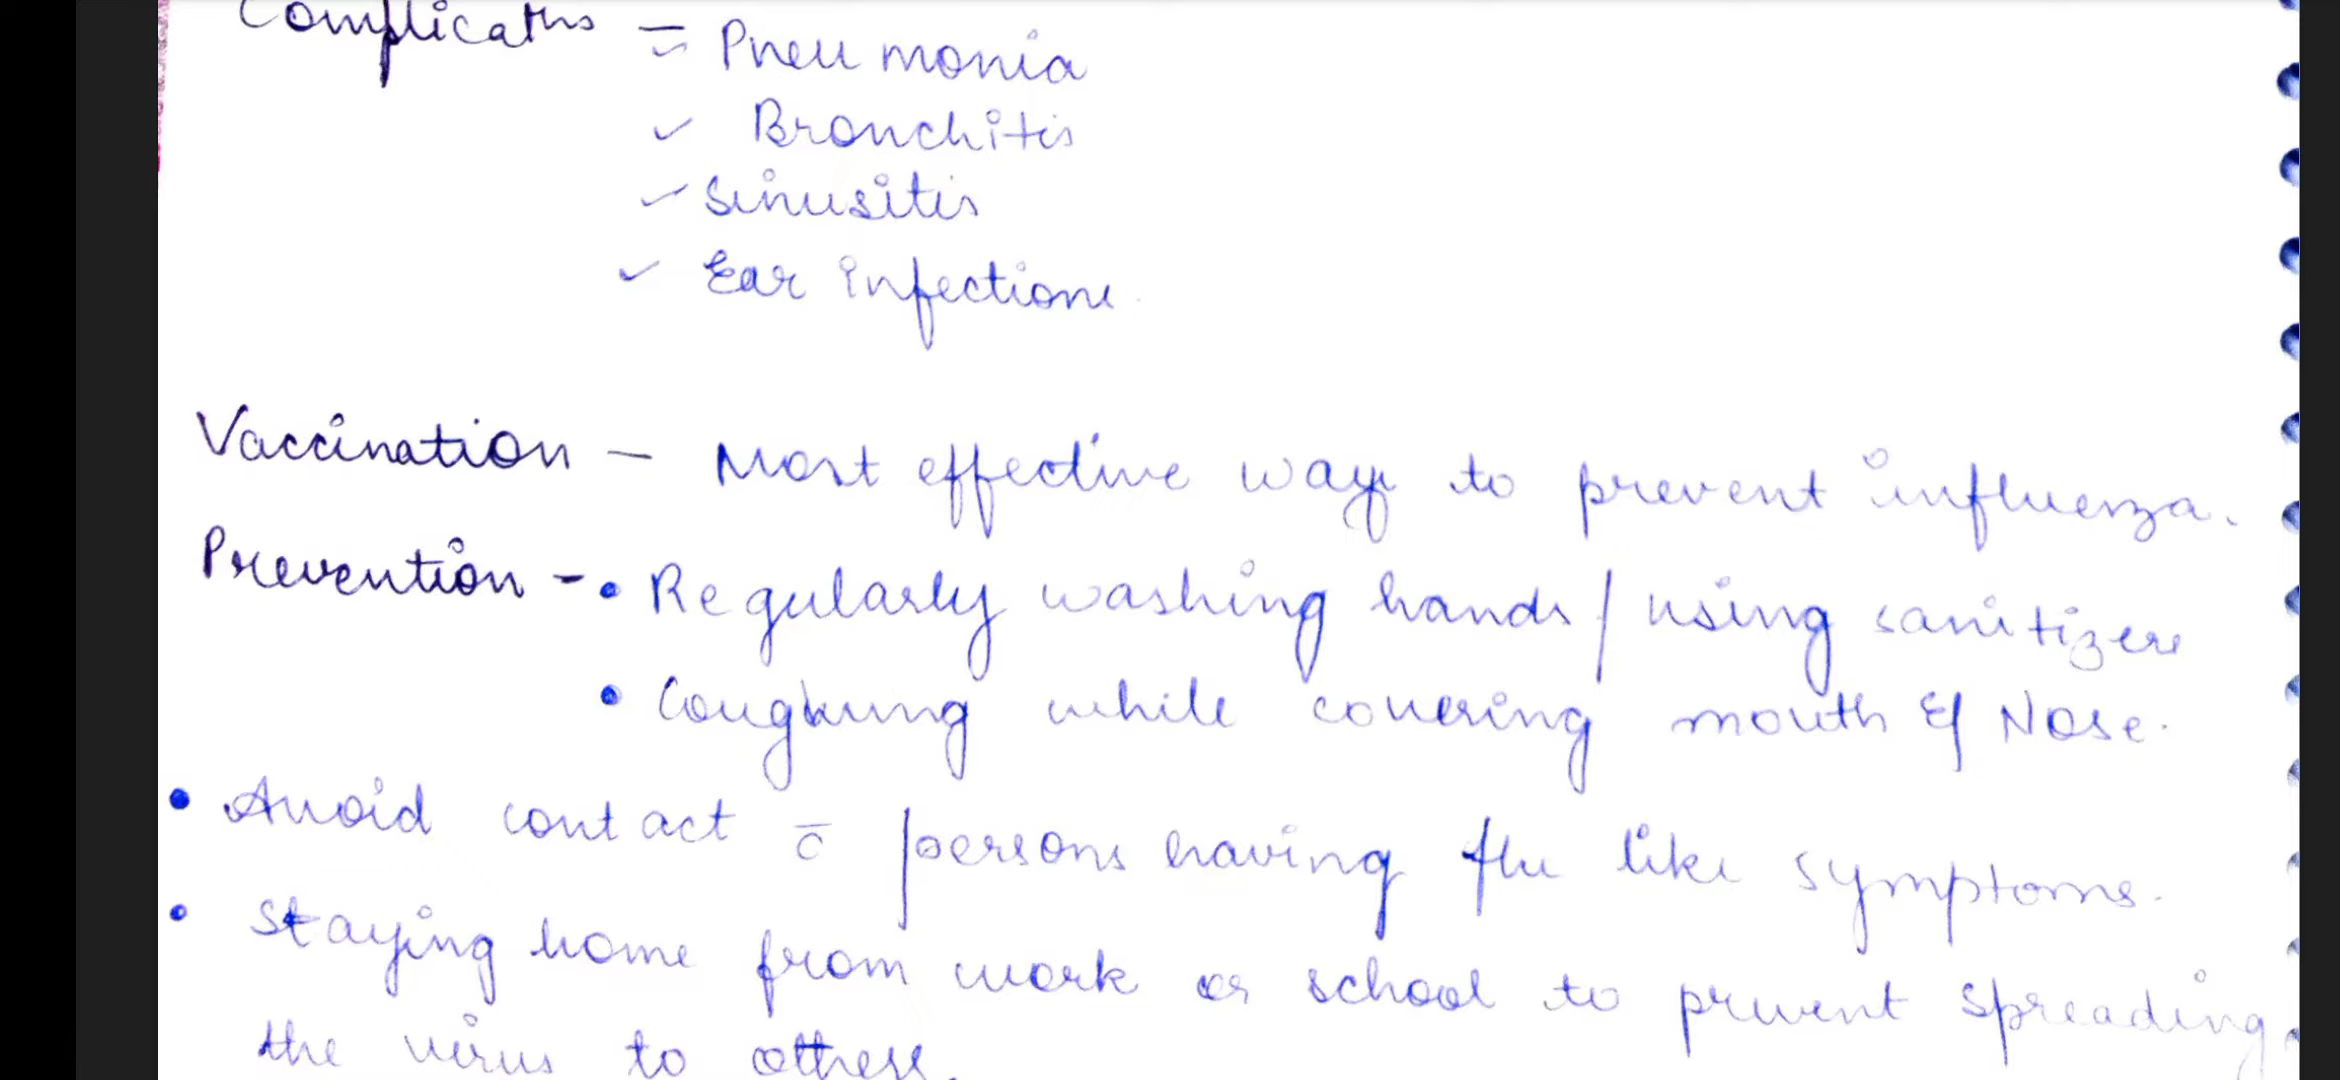 Complicatns - ✓ Pneumonia
✓ Bronchitis
✓ Sinusitis
✓ Ear infections.
Vaccination - Most effective way to prevent influenza.
Prevention - • Regularly washing hands / using sanitizers
• Coughing while covering mouth & Nose.
• Avoid contact c̄ persons having flu like symptoms.
• Staying home from work or school to prevent spreading
the virus to others.